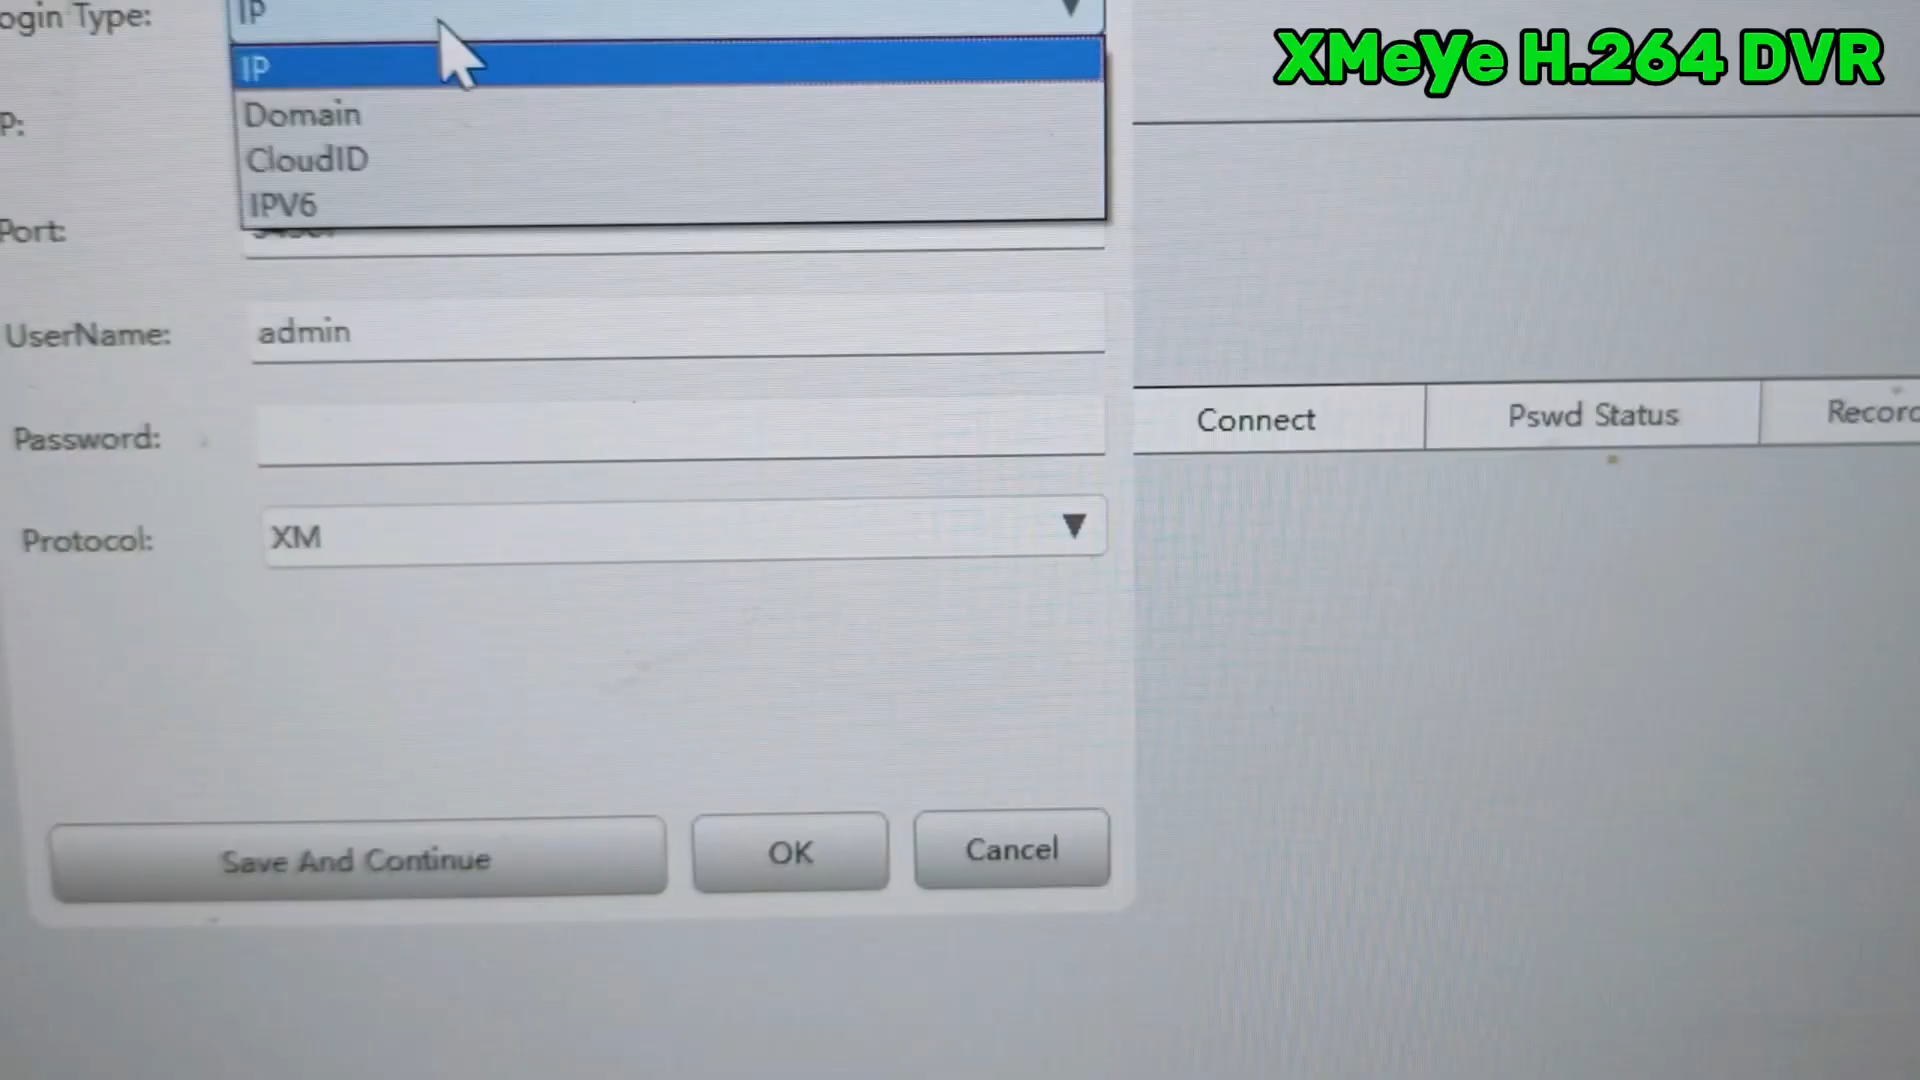 XMeye H.264 DVR
ogin Type: IP
IP
Domain
P:
CloudID
IPV6
Port:
UserName: admin
Password:
Connect Pswd Status Record
Protocol: XM
Save And Continue OK Cancel